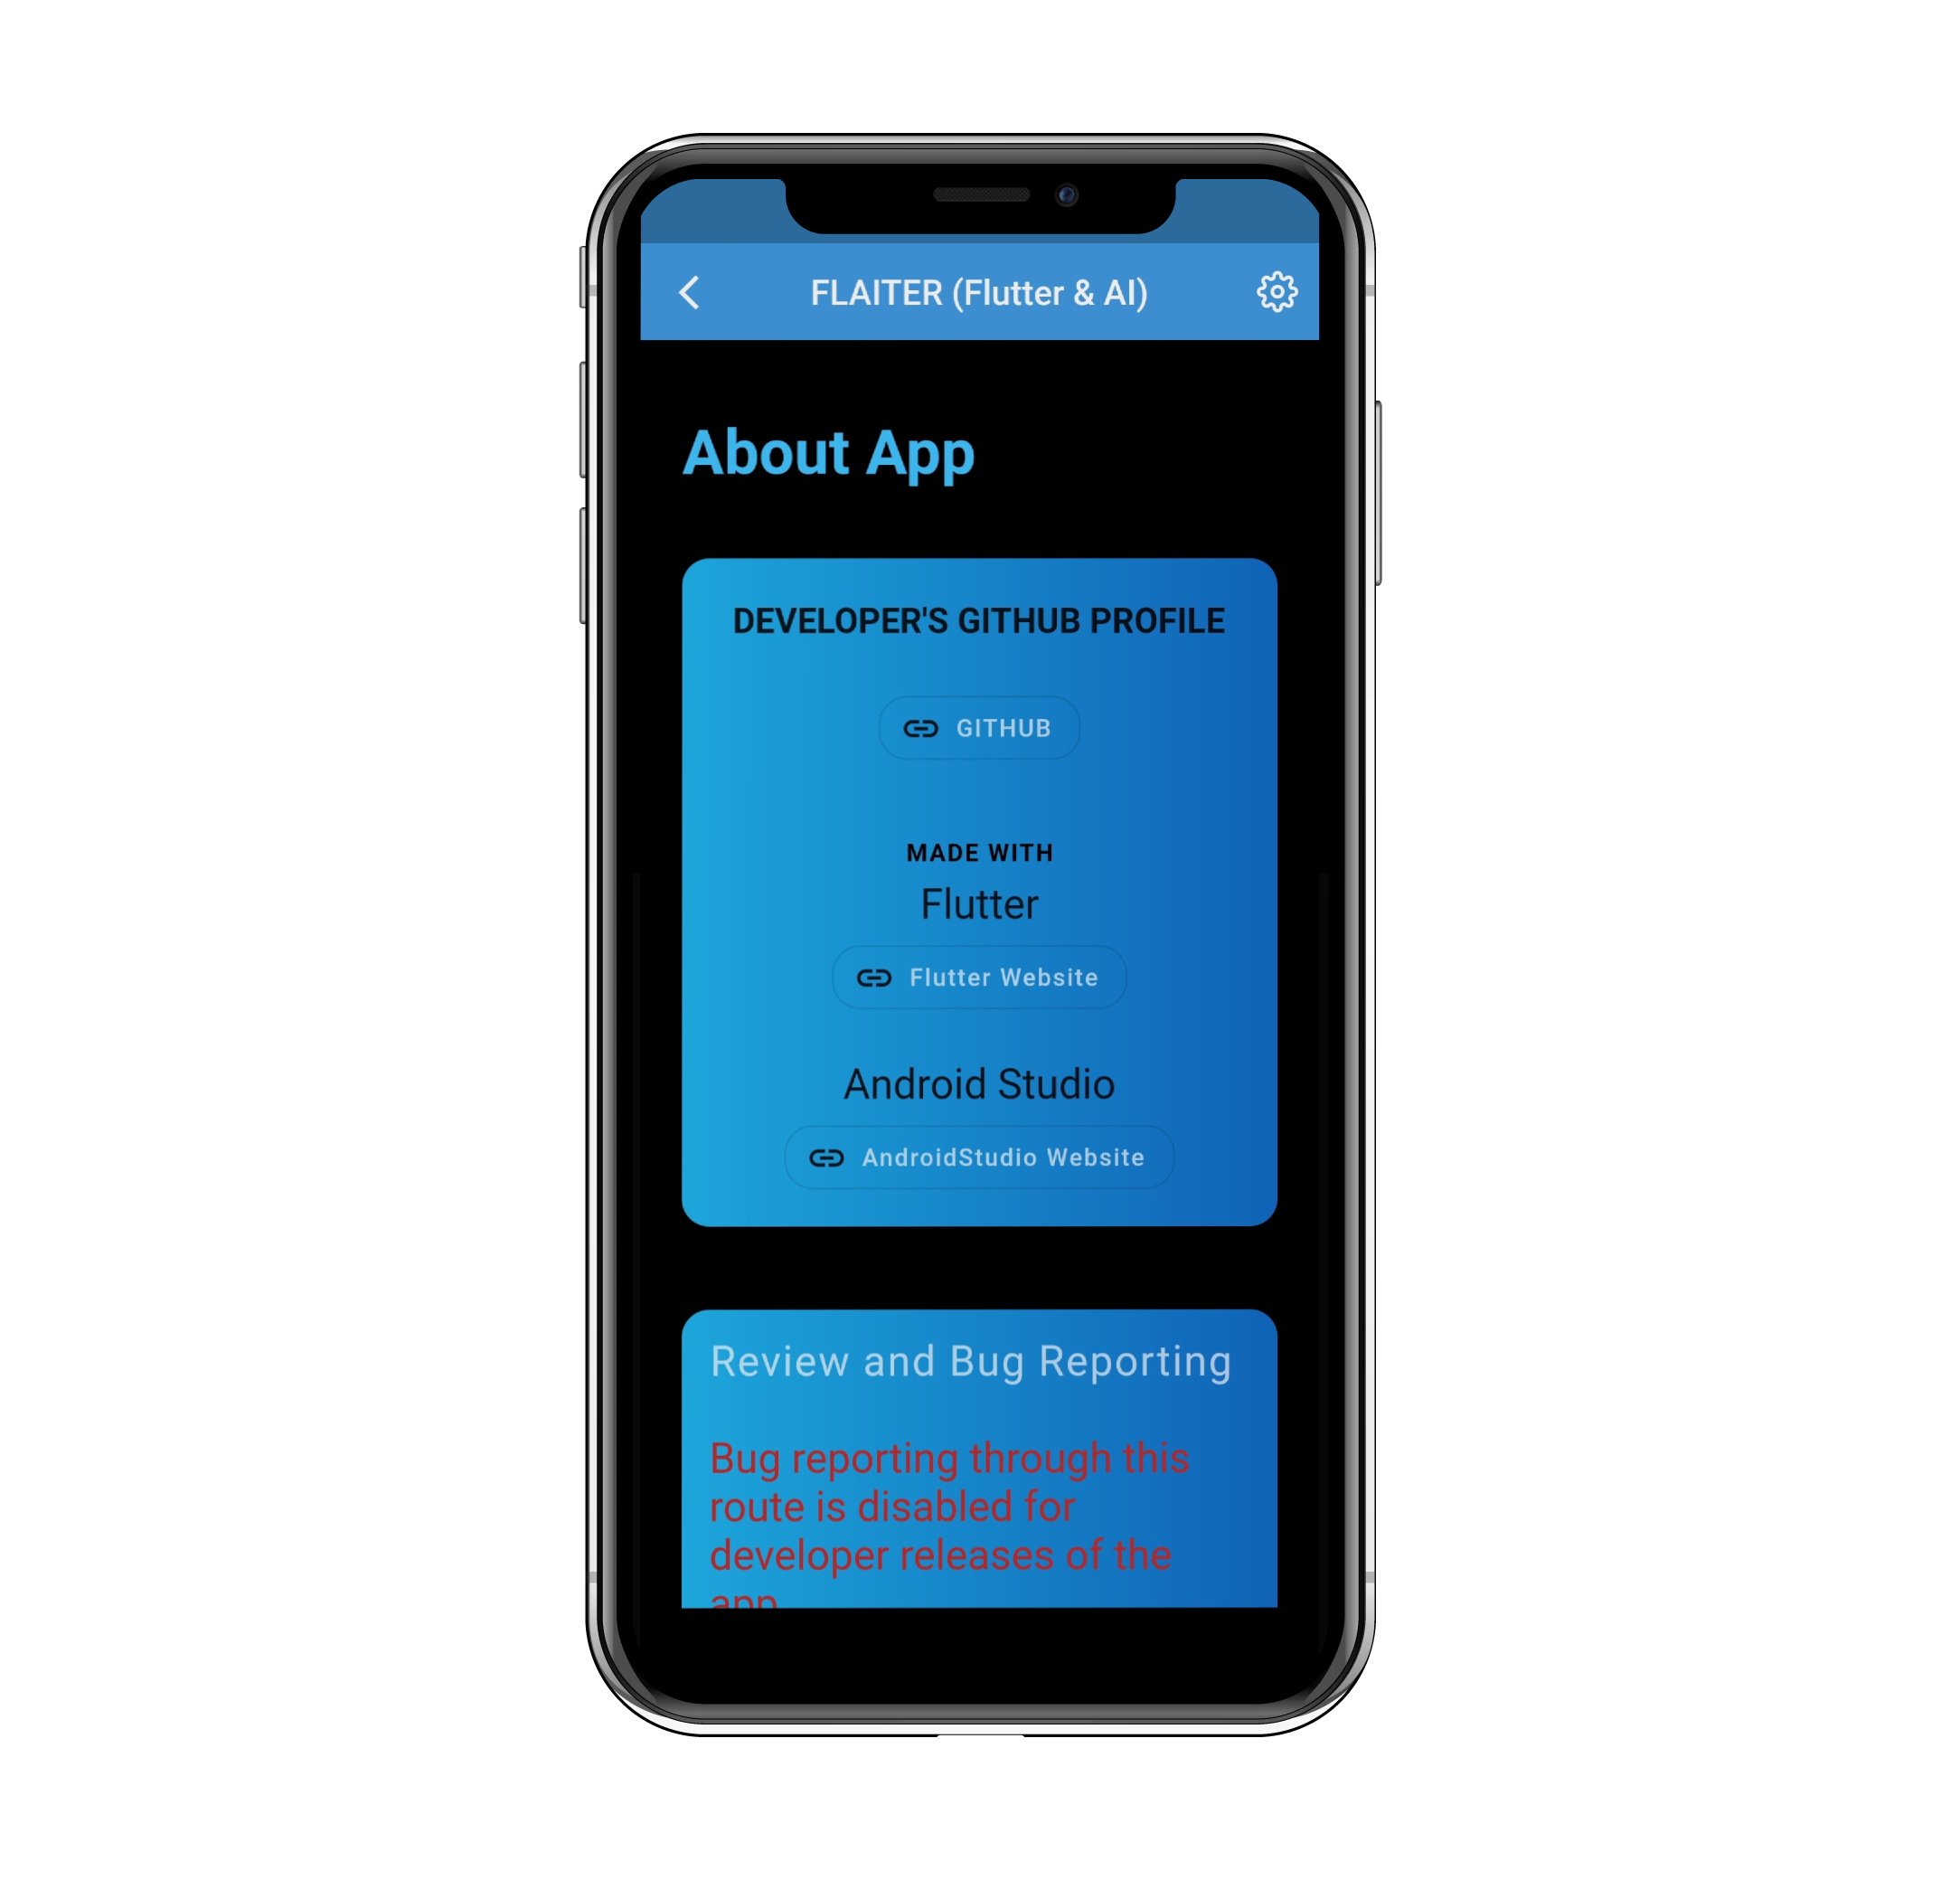 FLAITER (Flutter & AI)
About App
DEVELOPER'S GITHUB PROFILE
GITHUB
MADE WITH
Flutter
Flutter Website
Android Studio
AndroidStudio Website
Review and Bug Reporting
Bug reporting through this
route is disabled for
developer releases of the
app